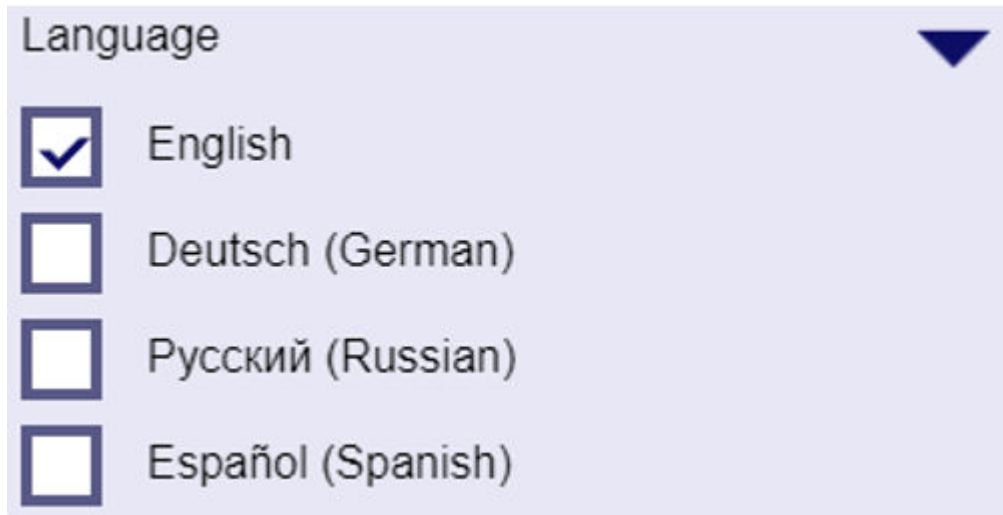 Language
English
Deutsch (German)
Русский (Russian)
Español (Spanish)